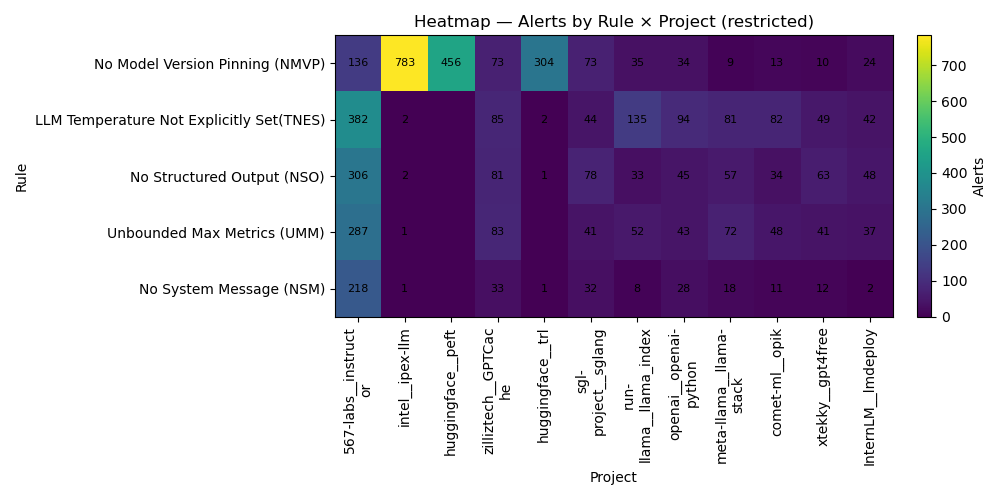 Heatmap — Alerts by Rule × Project (restricted)
No Model Version Pinning (NMVP) 136 783 456 73 304 73 35 34 9 13 10 24
LLM Temperature Not Explicitly Set(TNES) 382 2 85 2 44 135 94 81 82 49 42
No Structured Output (NSO) 306 2 81 1 78 33 45 57 34 63 48
Unbounded Max Metrics (UMM) 287 1 83 41 52 43 72 48 41 37
No System Message (NSM) 218 1 33 1 32 8 28 18 11 12 2
Rule
567-labs__instruct
or
intel__ipex-llm
huggingface__peft
zilliztech__GPTCac
he
huggingface__trl
sgl-
project__sglang
run-
llama__llama_index
openai__openai-
python
meta-llama__llama-
stack
comet-ml__opik
xtekky__gpt4free
InternLM__lmdeploy
Project
700
600
500
400
300
200
100
0
Alerts